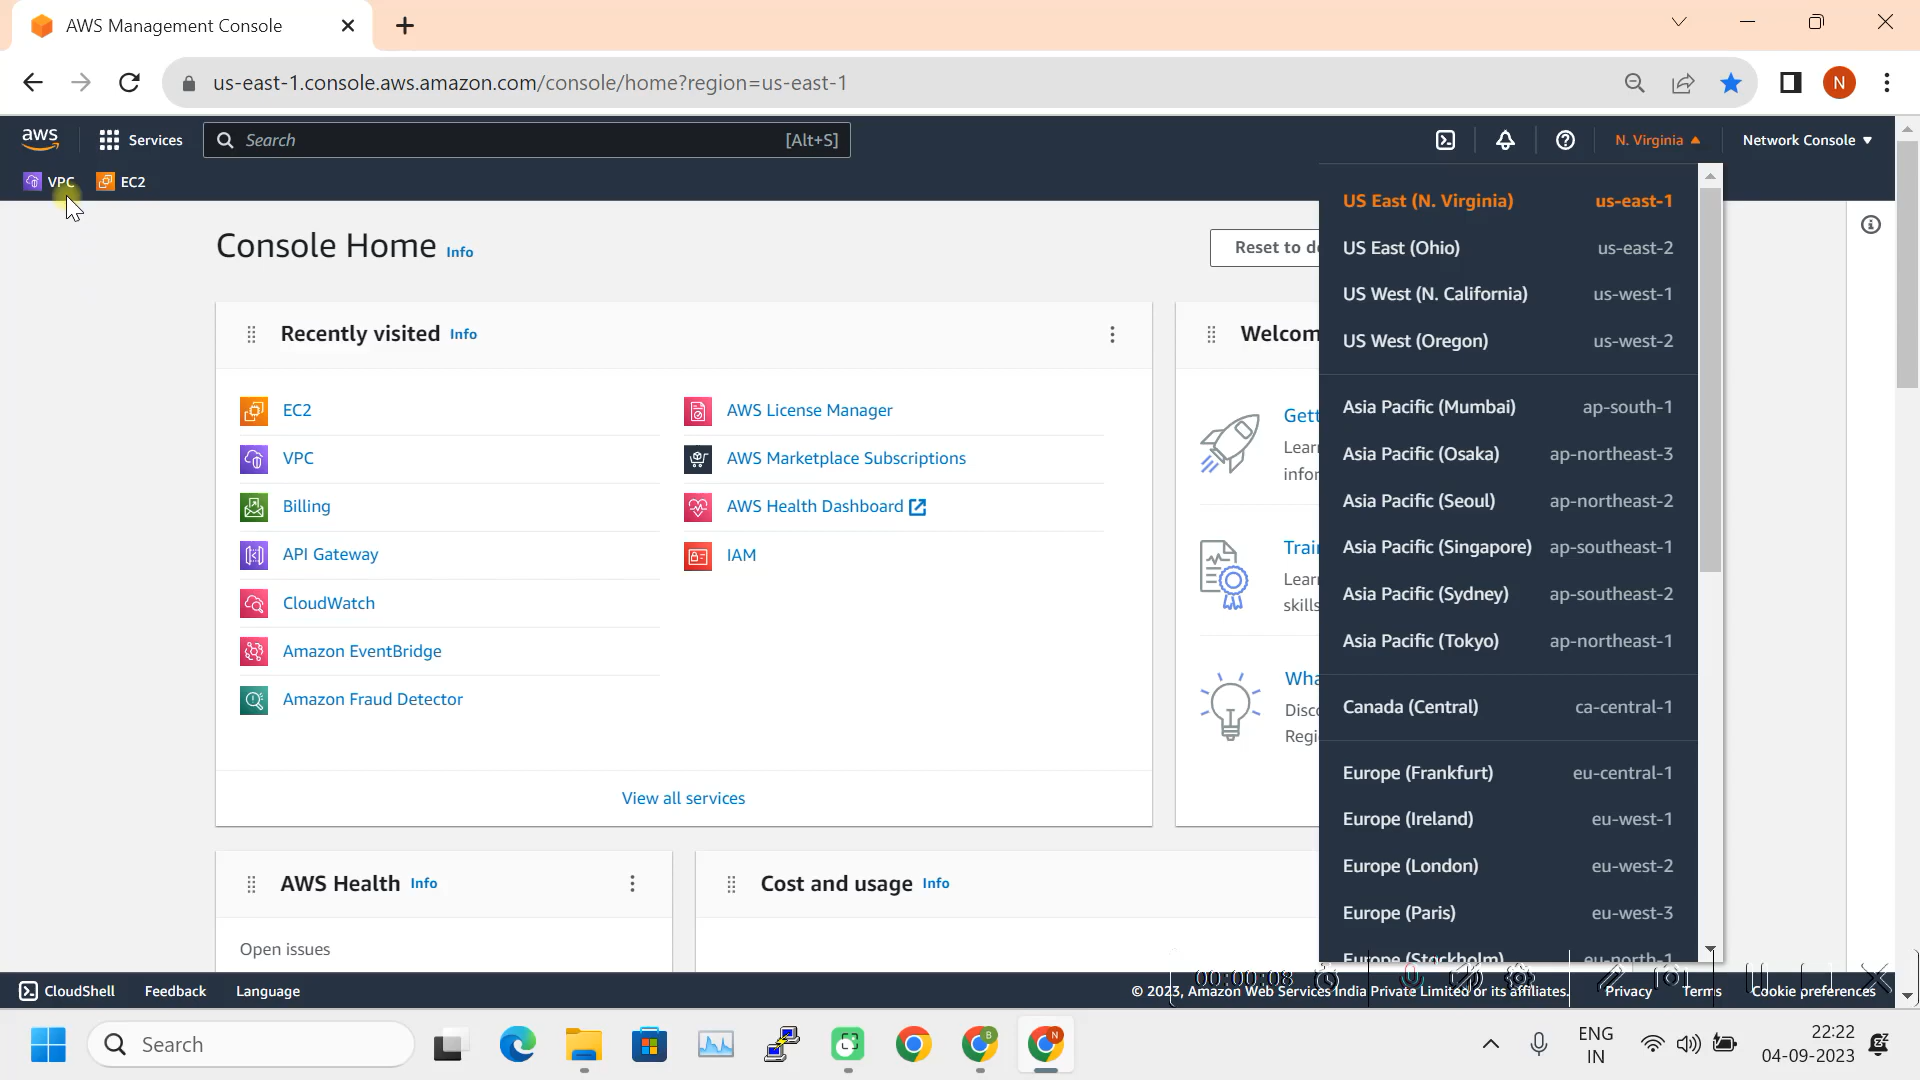 AWS Management Console
us-east-1.console.aws.amazon.com/console/home?region=us-east-1
N
aws
Services
Search
[Alt+S]
N. Virginia
Network Console
VPC
EC2
Console Home Info
Reset to d
Recently visited Info
EC2
VPC
Billing
API Gateway
CloudWatch
Amazon EventBridge
Amazon Fraud Detector
AWS License Manager
AWS Marketplace Subscriptions
AWS Health Dashboard
IAM
View all services
Welcom
Gett
Lear
infor
Trai
Lear
skills
Wha
Disc
Regi
US East (N. Virginia) us-east-1
US East (Ohio) us-east-2
US West (N. California) us-west-1
US West (Oregon) us-west-2
Asia Pacific (Mumbai) ap-south-1
Asia Pacific (Osaka) ap-northeast-3
Asia Pacific (Seoul) ap-northeast-2
Asia Pacific (Singapore) ap-southeast-1
Asia Pacific (Sydney) ap-southeast-2
Asia Pacific (Tokyo) ap-northeast-1
Canada (Central) ca-central-1
Europe (Frankfurt) eu-central-1
Europe (Ireland) eu-west-1
Europe (London) eu-west-2
Europe (Paris) eu-west-3
Europe (Stockholm) eu-north-1
AWS Health Info
Open issues
Cost and usage Info
00:00:08
CloudShell
Feedback
Language
© 2023, Amazon Web Services India Private Limited or its affiliates.
Privacy
Terms
Cookie preferences
Search
B
N
ENG
IN
22:22
04-09-2023